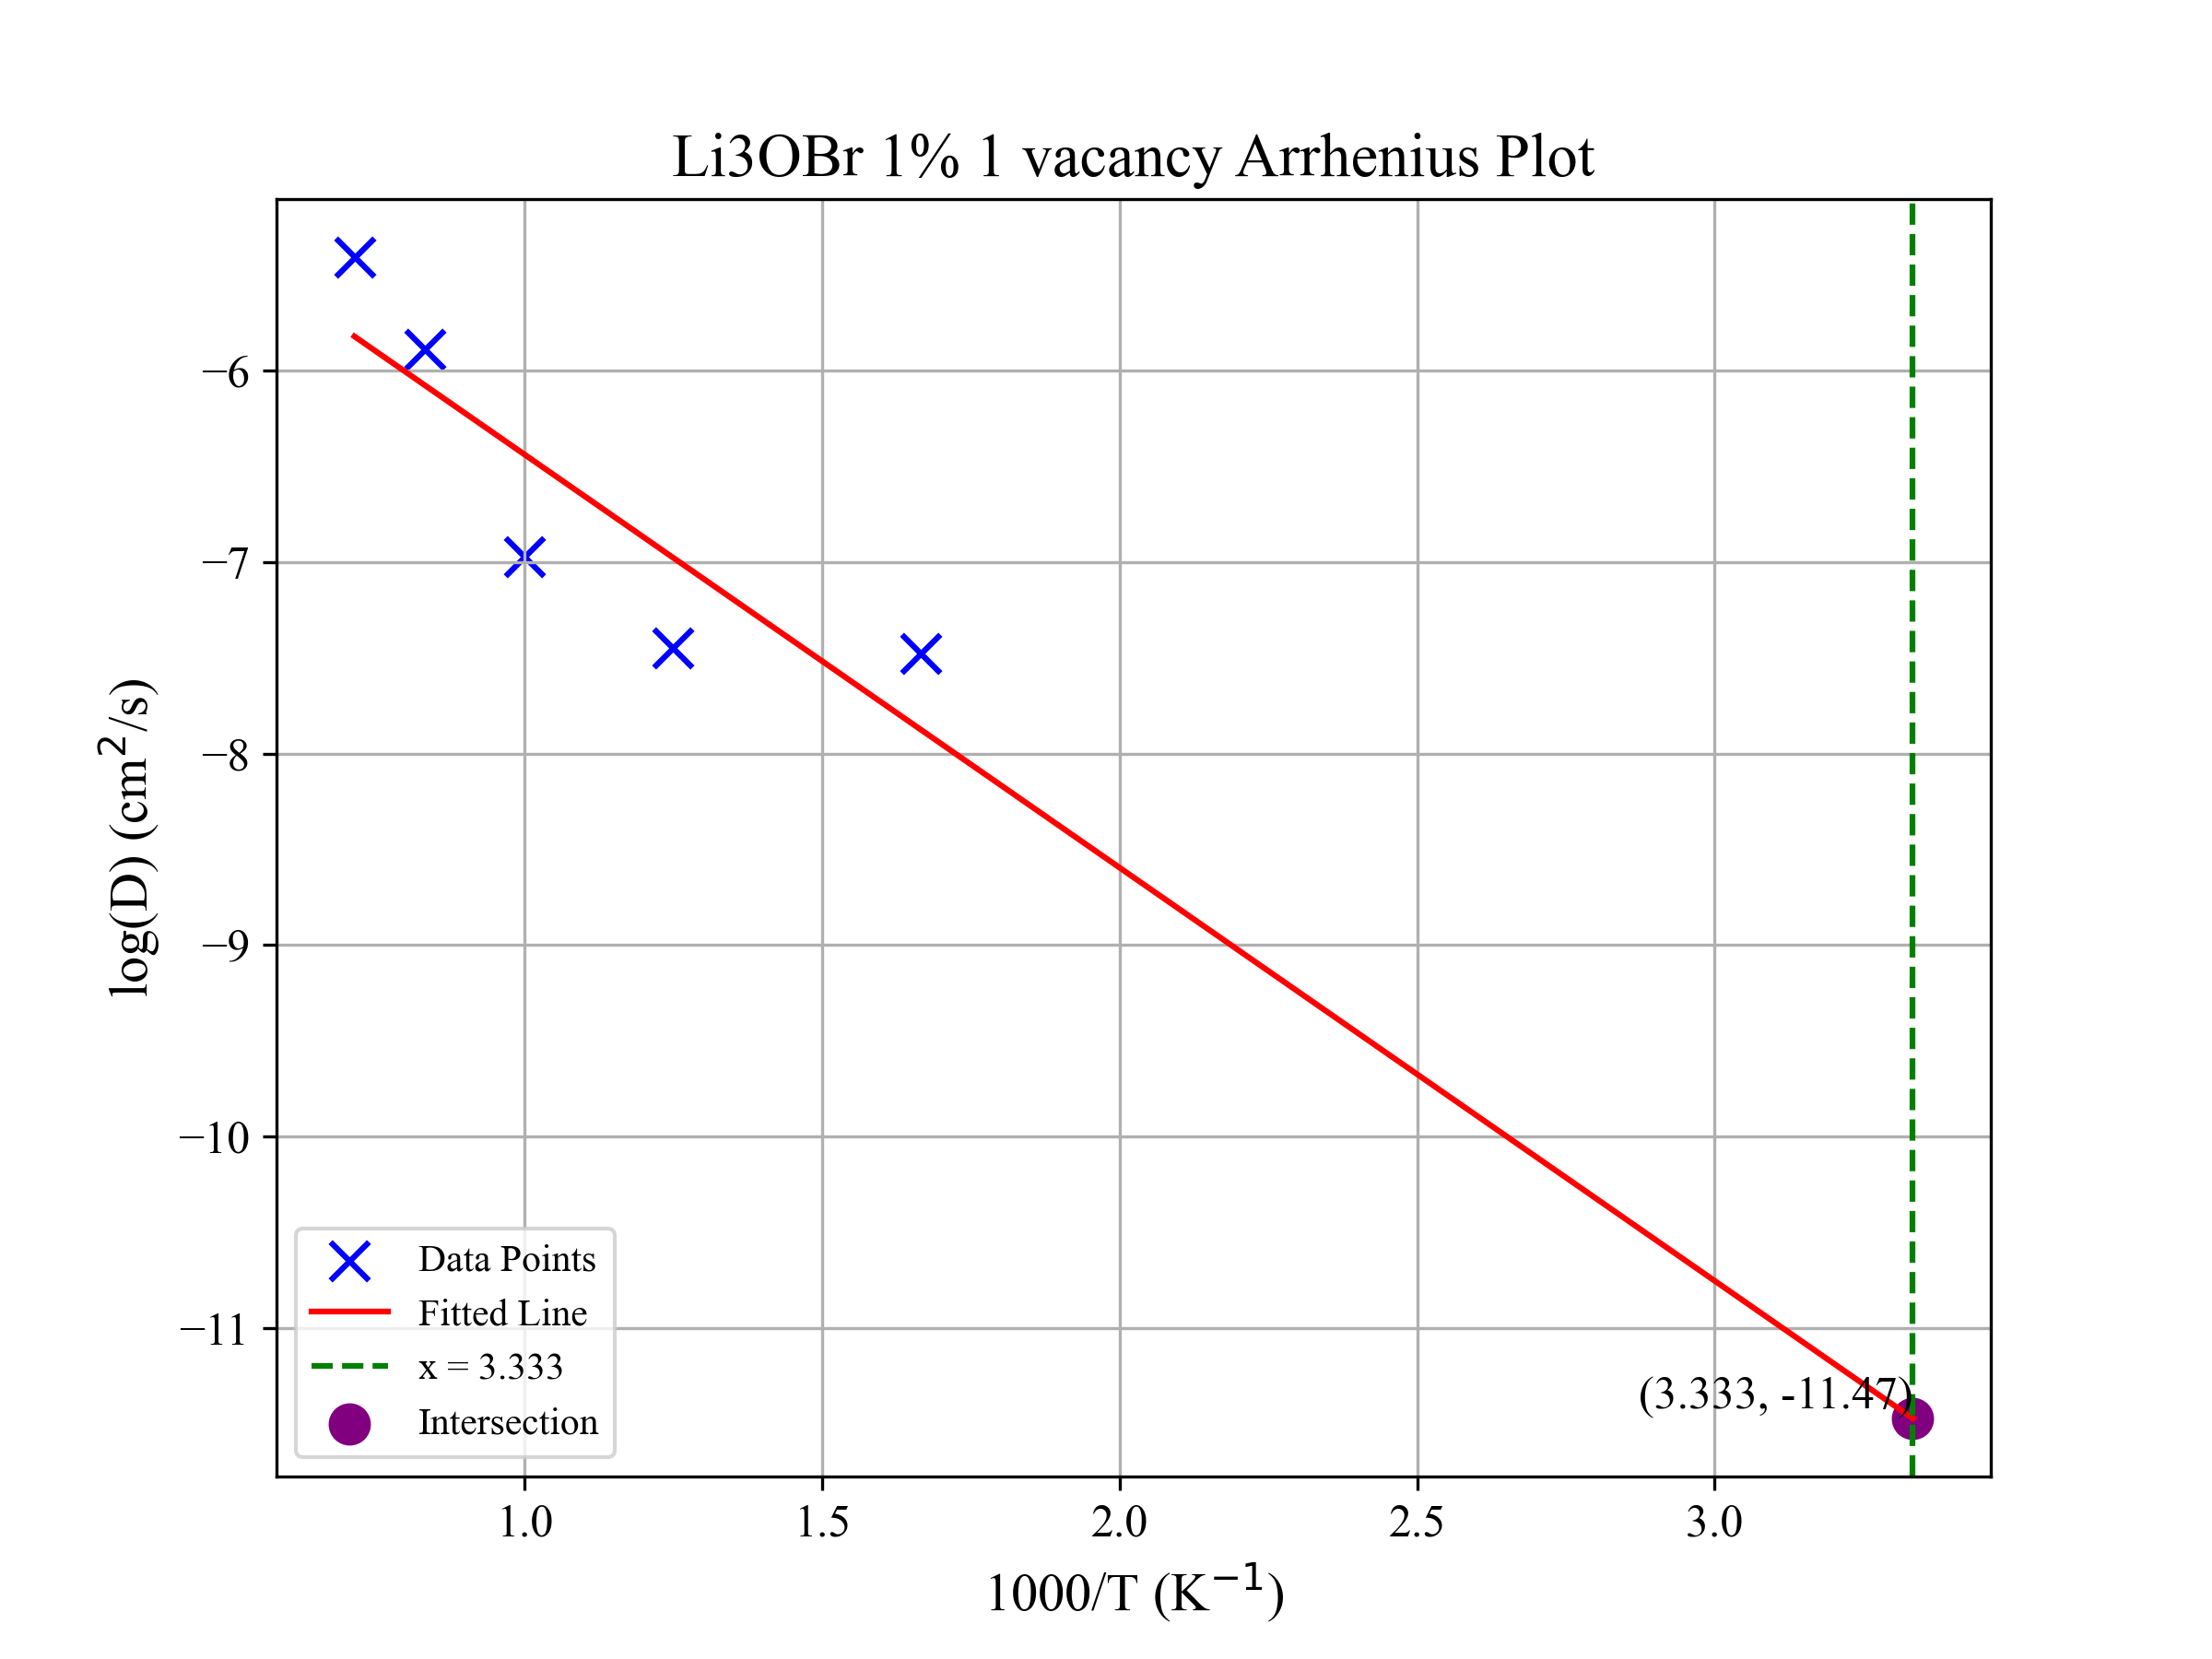 Li3OBr 1% 1 vacancy Arrhenius Plot
log(D) (cm²/s)
−6
−7
−8
−9
−10
−11
(3.333, -11.47)
Data Points
Fitted Line
x = 3.333
Intersection
1.0 1.5 2.0 2.5 3.0
1000/T (K⁻¹)